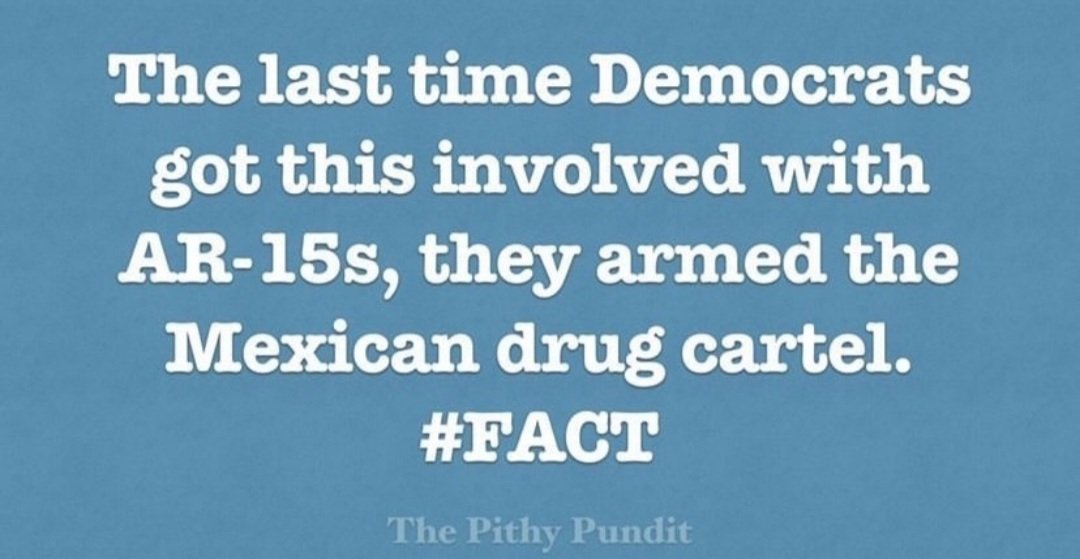 The last time Democrats
got this involved with
AR-15s, they armed the
Mexican drug cartel.
#FACT
The Pithy Pundit